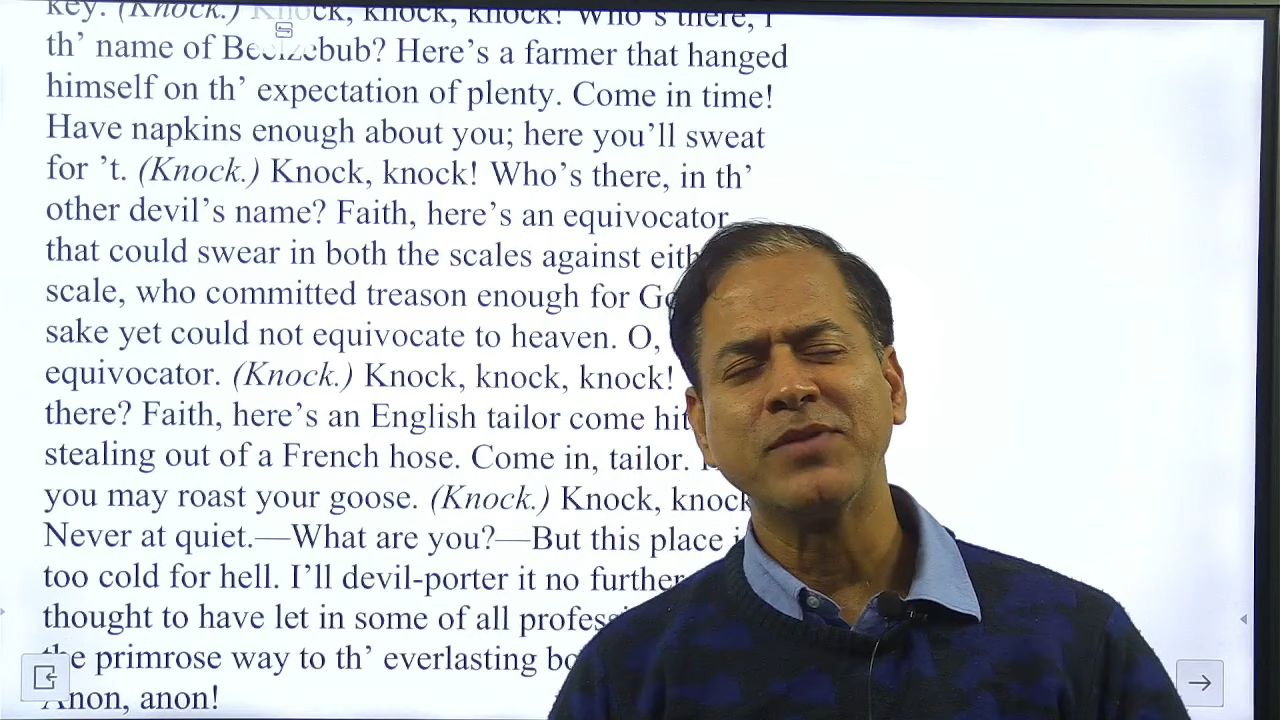 key. (Knock.) Knock, knock, knock! Who's there, i'
th' name of Beelzebub? Here's a farmer that hanged
himself on th' expectation of plenty. Come in time!
Have napkins enough about you; here you'll sweat
for 't. (Knock.) Knock, knock! Who's there, in th'
other devil's name? Faith, here's an equivocator
that could swear in both the scales against
scale, who committed treason enough for
sake yet could not equivocate to heaven. O,
equivocator. (Knock.) Knock, knock, knock!
there? Faith, here's an English tailor come
stealing out of a French hose. Come in, tailor.
you may roast your goose. (Knock.) Knock, knock
Never at quiet.—What are you?—But this place
too cold for hell. I'll devil-porter it no further
thought to have let in some of all
the primrose way to th' everlasting
Anon, anon!